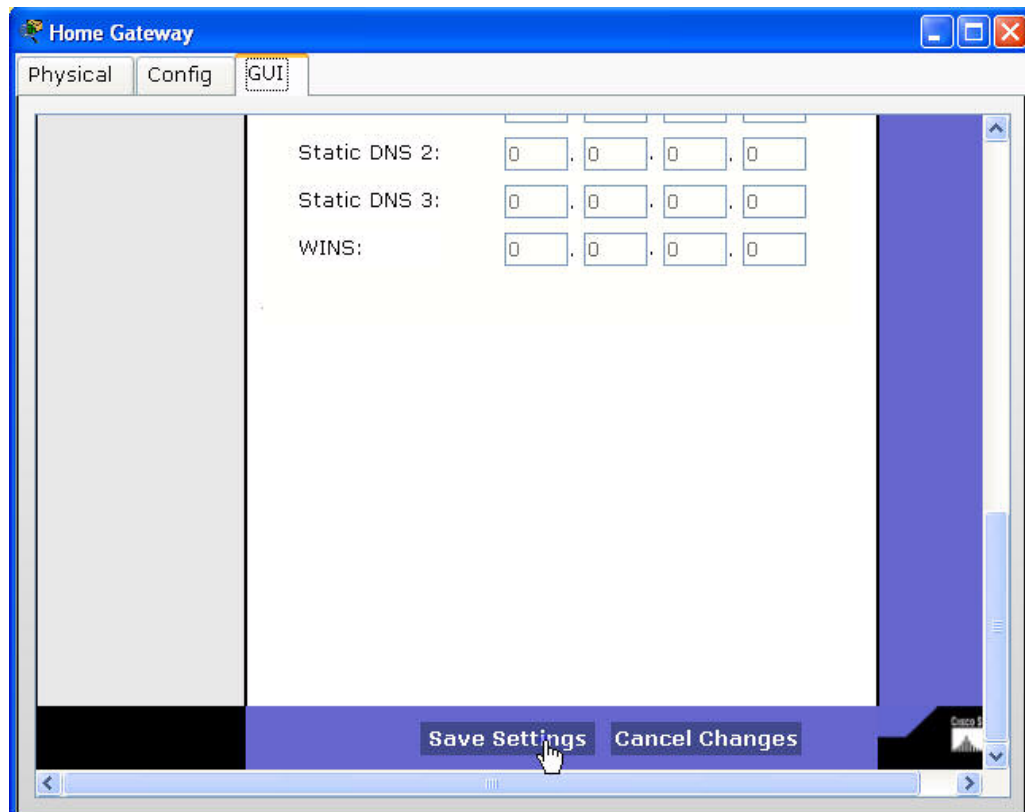 Home Gateway
Physical Config GUI
Static DNS 2: 0 . 0 . 0 . 0
Static DNS 3: 0 . 0 . 0 . 0
WINS: 0 . 0 . 0 . 0
Save Settings Cancel Changes
Cisco S